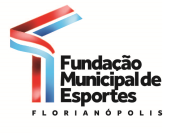 Fundação
Municipal de
Esportes
FLORIANÓPOLIS